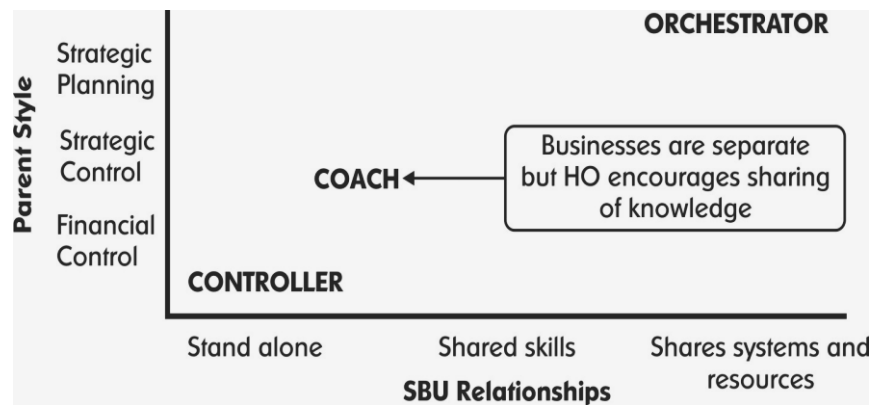 ORCHESTRATOR
Strategic
Planning
Parent Style
Strategic
Control
Businesses are separate
but HO encourages sharing
of knowledge
COACH
Financial
Control
CONTROLLER
Stand alone
Shared skills
Shares systems and
resources
SBU Relationships